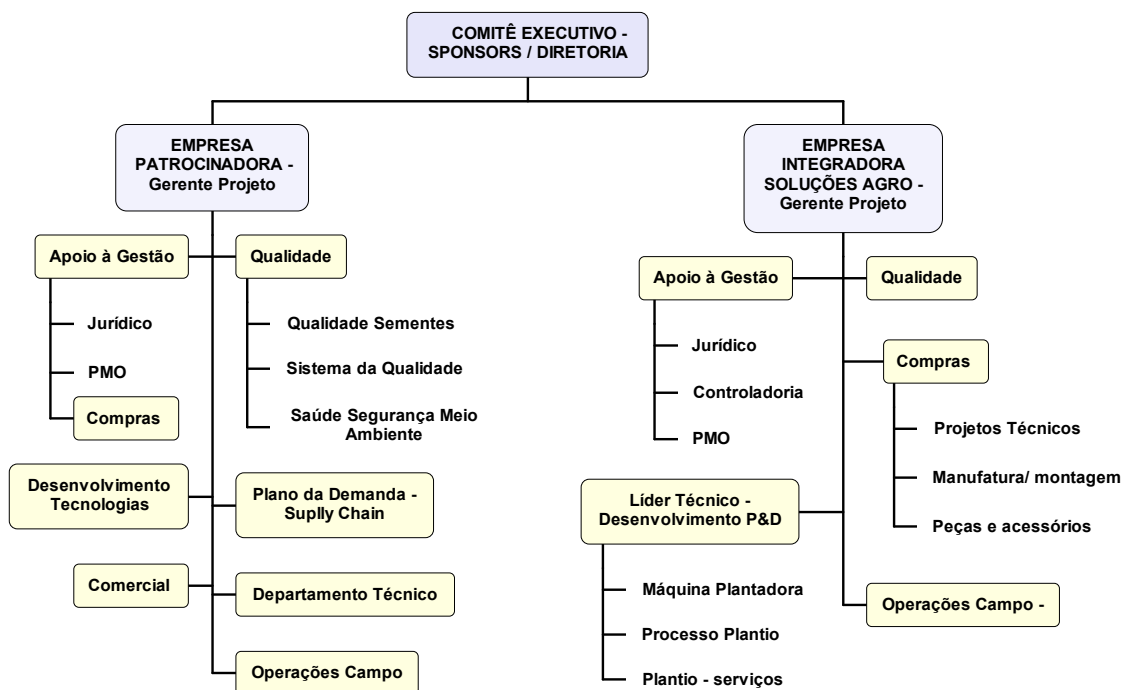 COMITÊ EXECUTIVO -
SPONSORS / DIRETORIA
EMPRESA
PATROCINADORA -
Gerente Projeto
Apoio à Gestão
Qualidade
Jurídico
PMO
Compras
Qualidade Sementes
Sistema da Qualidade
Saúde Segurança Meio
Ambiente
Desenvolvimento
Tecnologias
Plano da Demanda -
Suplly Chain
Comercial
Departamento Técnico
Operações Campo
EMPRESA
INTEGRADORA
SOLUÇÕES AGRO -
Gerente Projeto
Apoio à Gestão
Qualidade
Jurídico
Controladoria
PMO
Compras
Projetos Técnicos
Manufatura/ montagem
Peças e acessórios
Líder Técnico -
Desenvolvimento P&D
Máquina Plantadora
Processo Plantio
Plantio - serviços
Operações Campo -